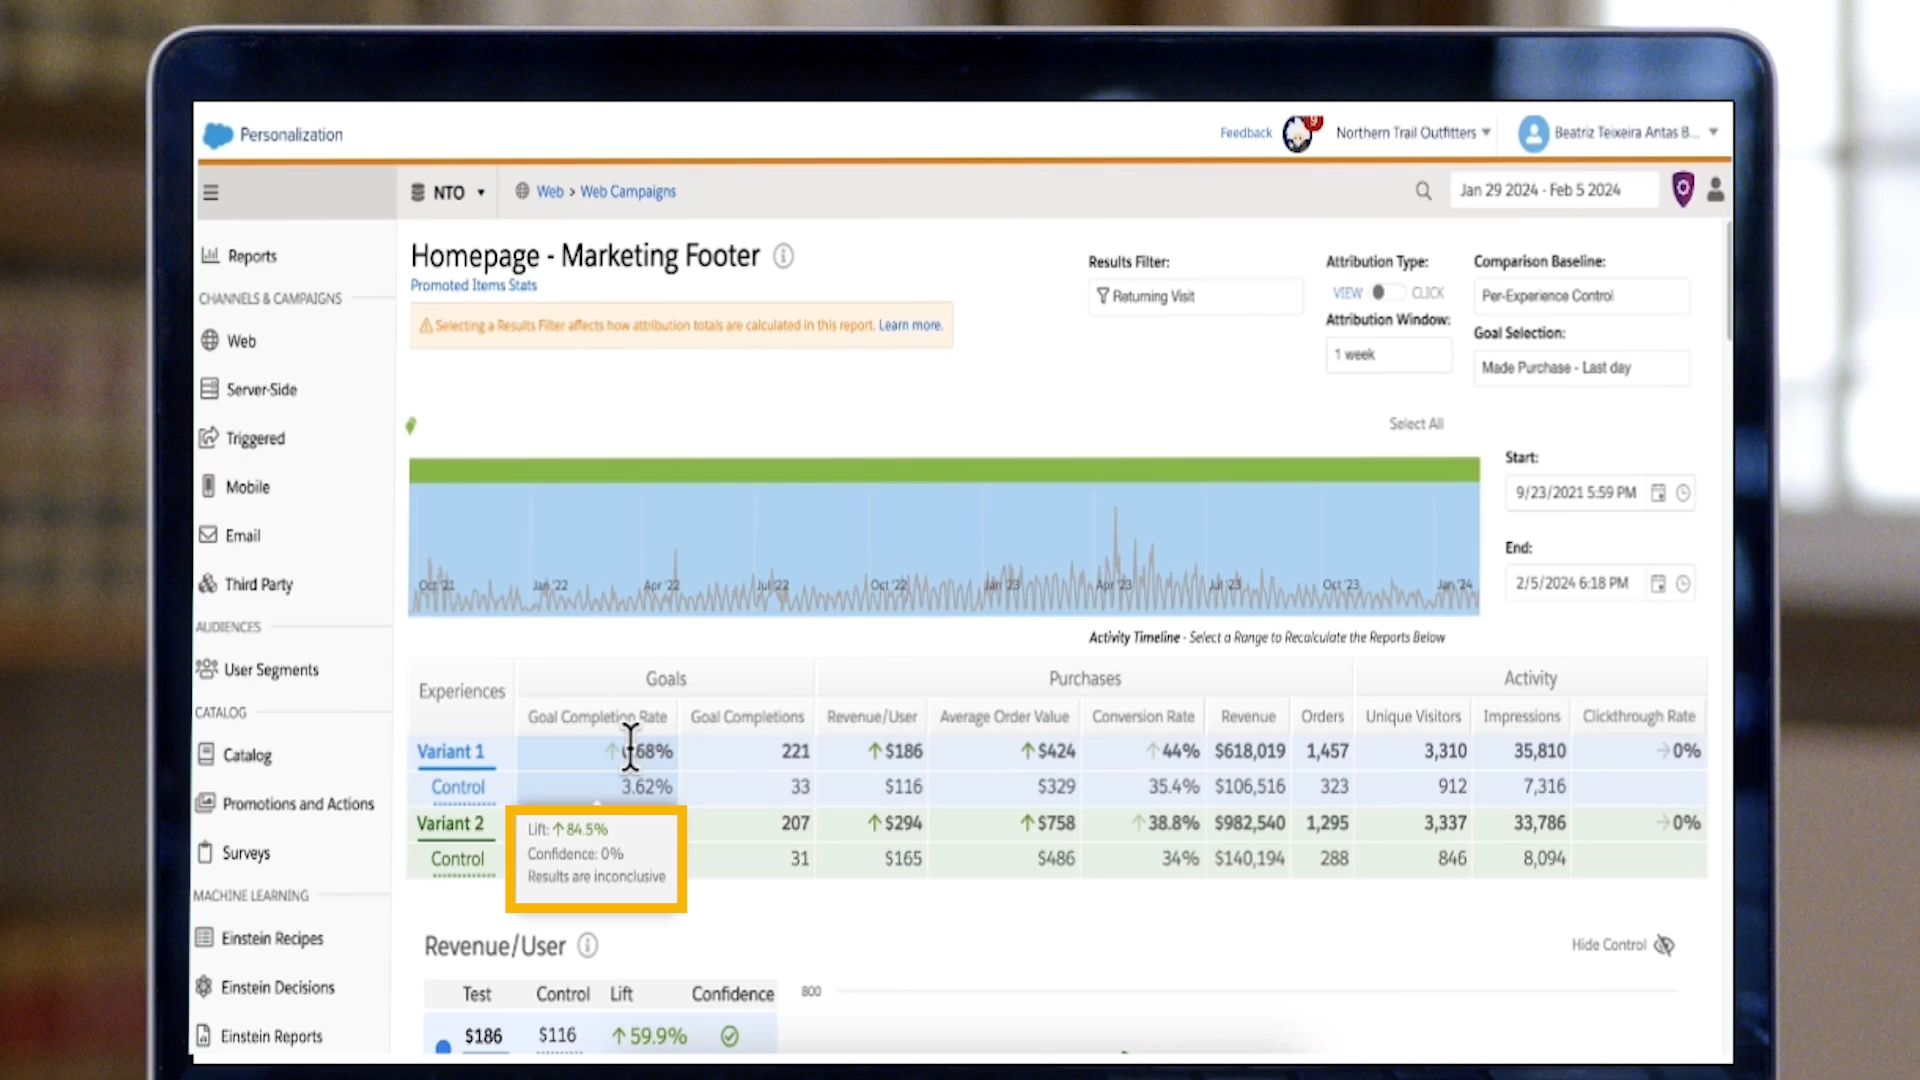 Personalization
Feedback
9
Northern Trail Outfitters
Beatriz Teixeira Antas B...
NTO
Web > Web Campaigns
Jan 29 2024 - Feb 5 2024
Reports
CHANNELS & CAMPAIGNS
Web
Server-Side
Triggered
Mobile
Email
Third Party
AUDIENCES
User Segments
CATALOG
Catalog
Promotions and Actions
Surveys
MACHINE LEARNING
Einstein Recipes
Einstein Decisions
Einstein Reports
Homepage - Marketing Footer
Promoted Items Stats
Selecting a Results Filter affects how attribution totals are calculated in this report. Learn more.
Results Filter:
Returning Visit
Attribution Type:
VIEW CLICK
Attribution Window:
1 week
Comparison Baseline:
Per-Experience Control
Goal Selection:
Made Purchase - Last day
Select All
Start:
9/23/2021 5:59 PM
End:
2/5/2024 6:18 PM
Oct '21 Jan '22 Apr '22 Jul '22 Oct '22 Jan '23 Apr '23 Jul '23 Oct '23 Jan '24
Activity Timeline - Select a Range to Recalculate the Reports Below
Experiences Goals Purchases Activity
Goal Completion Rate Goal Completions Revenue/User Average Order Value Conversion Rate Revenue Orders Unique Visitors Impressions Clickthrough Rate
Variant 1 ↑ 68% 221 ↑$186 ↑$424 ↑44% $618,019 1,457 3,310 35,810 →0%
Control 3.62% 33 $116 $329 35.4% $106,516 323 912 7,316
Variant 2 207 ↑$294 ↑$758 ↑38.8% $982,540 1,295 3,337 33,786 →0%
Control 31 $165 $486 34% $140,194 288 846 8,094
Lift: ↑84.5%
Confidence: 0%
Results are inconclusive
Revenue/User
Hide Control
Test Control Lift Confidence
$186 $116 ↑59.9%
800